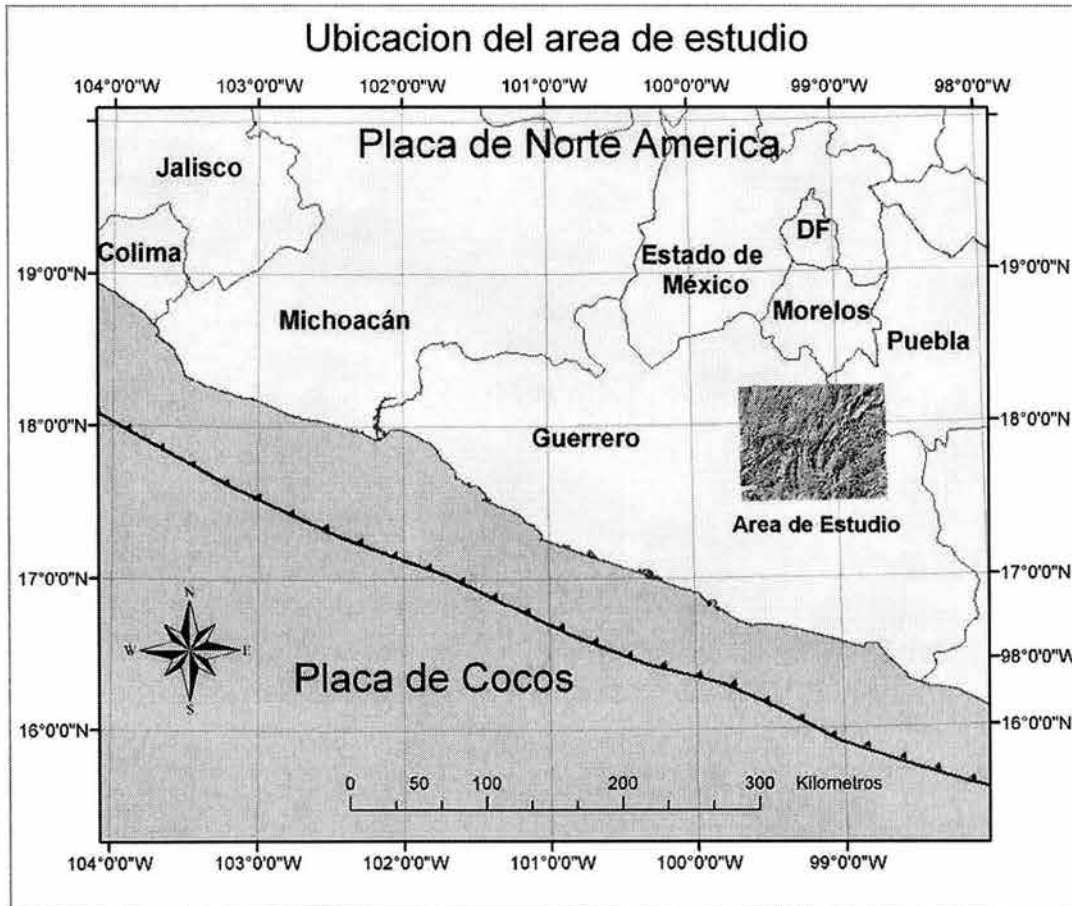 Ubicacion del area de estudio
104°0'0"W 103°0'0"W 102°0'0"W 101°0'0"W 100°0'0"W 99°0'0"W 98°0'0"W
Placa de Norte America
Jalisco
DF
Colima
Estado de
México
19°0'0"N
19°0'0"N
Michoacán
Morelos
Puebla
18°0'0"N
Guerrero
18°0'0"N
Area de Estudio
17°0'0"N
17°0'0"N
N
W E
S
98°0'0"W
Placa de Cocos
16°0'0"N
16°0'0"N
0 50 100 200 300 Kilometros
104°0'0"W 103°0'0"W 102°0'0"W 101°0'0"W 100°0'0"W 99°0'0"W